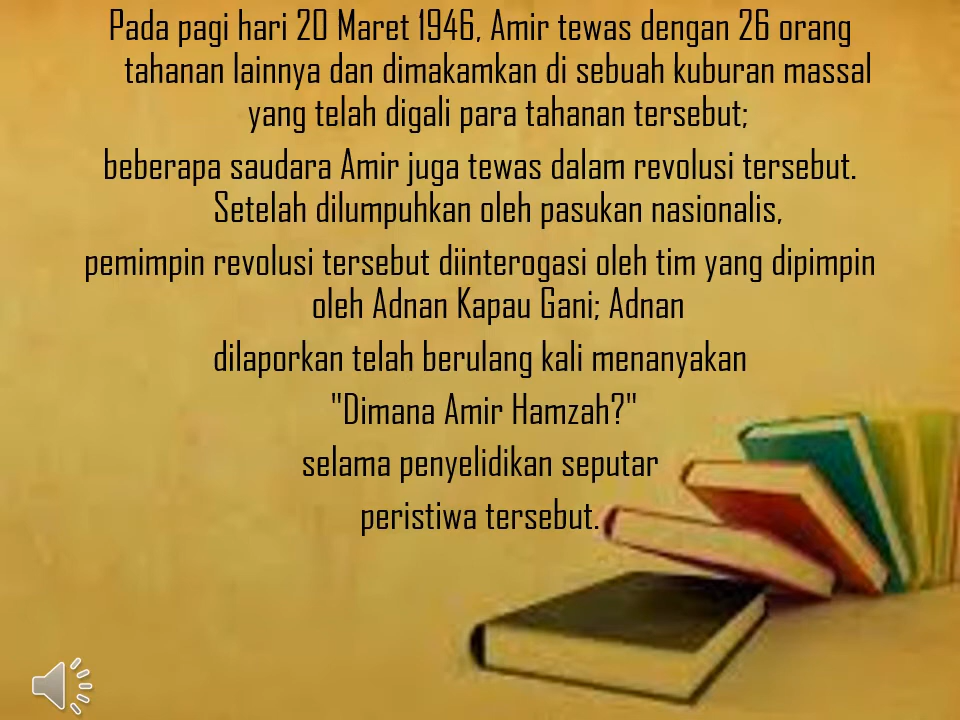 Pada pagi hari 20 Maret 1946, Amir tewas dengan 26 orang
tahanan lainnya dan dimakamkan di sebuah kuburan massal
yang telah digali para tahanan tersebut;
beberapa saudara Amir juga tewas dalam revolusi tersebut.
Setelah dilumpuhkan oleh pasukan nasionalis,
pemimpin revolusi tersebut diinterogasi oleh tim yang dipimpin
oleh Adnan Kapau Gani; Adnan
dilaporkan telah berulang kali menanyakan
"Dimana Amir Hamzah?"
selama penyelidikan seputar
peristiwa tersebut.